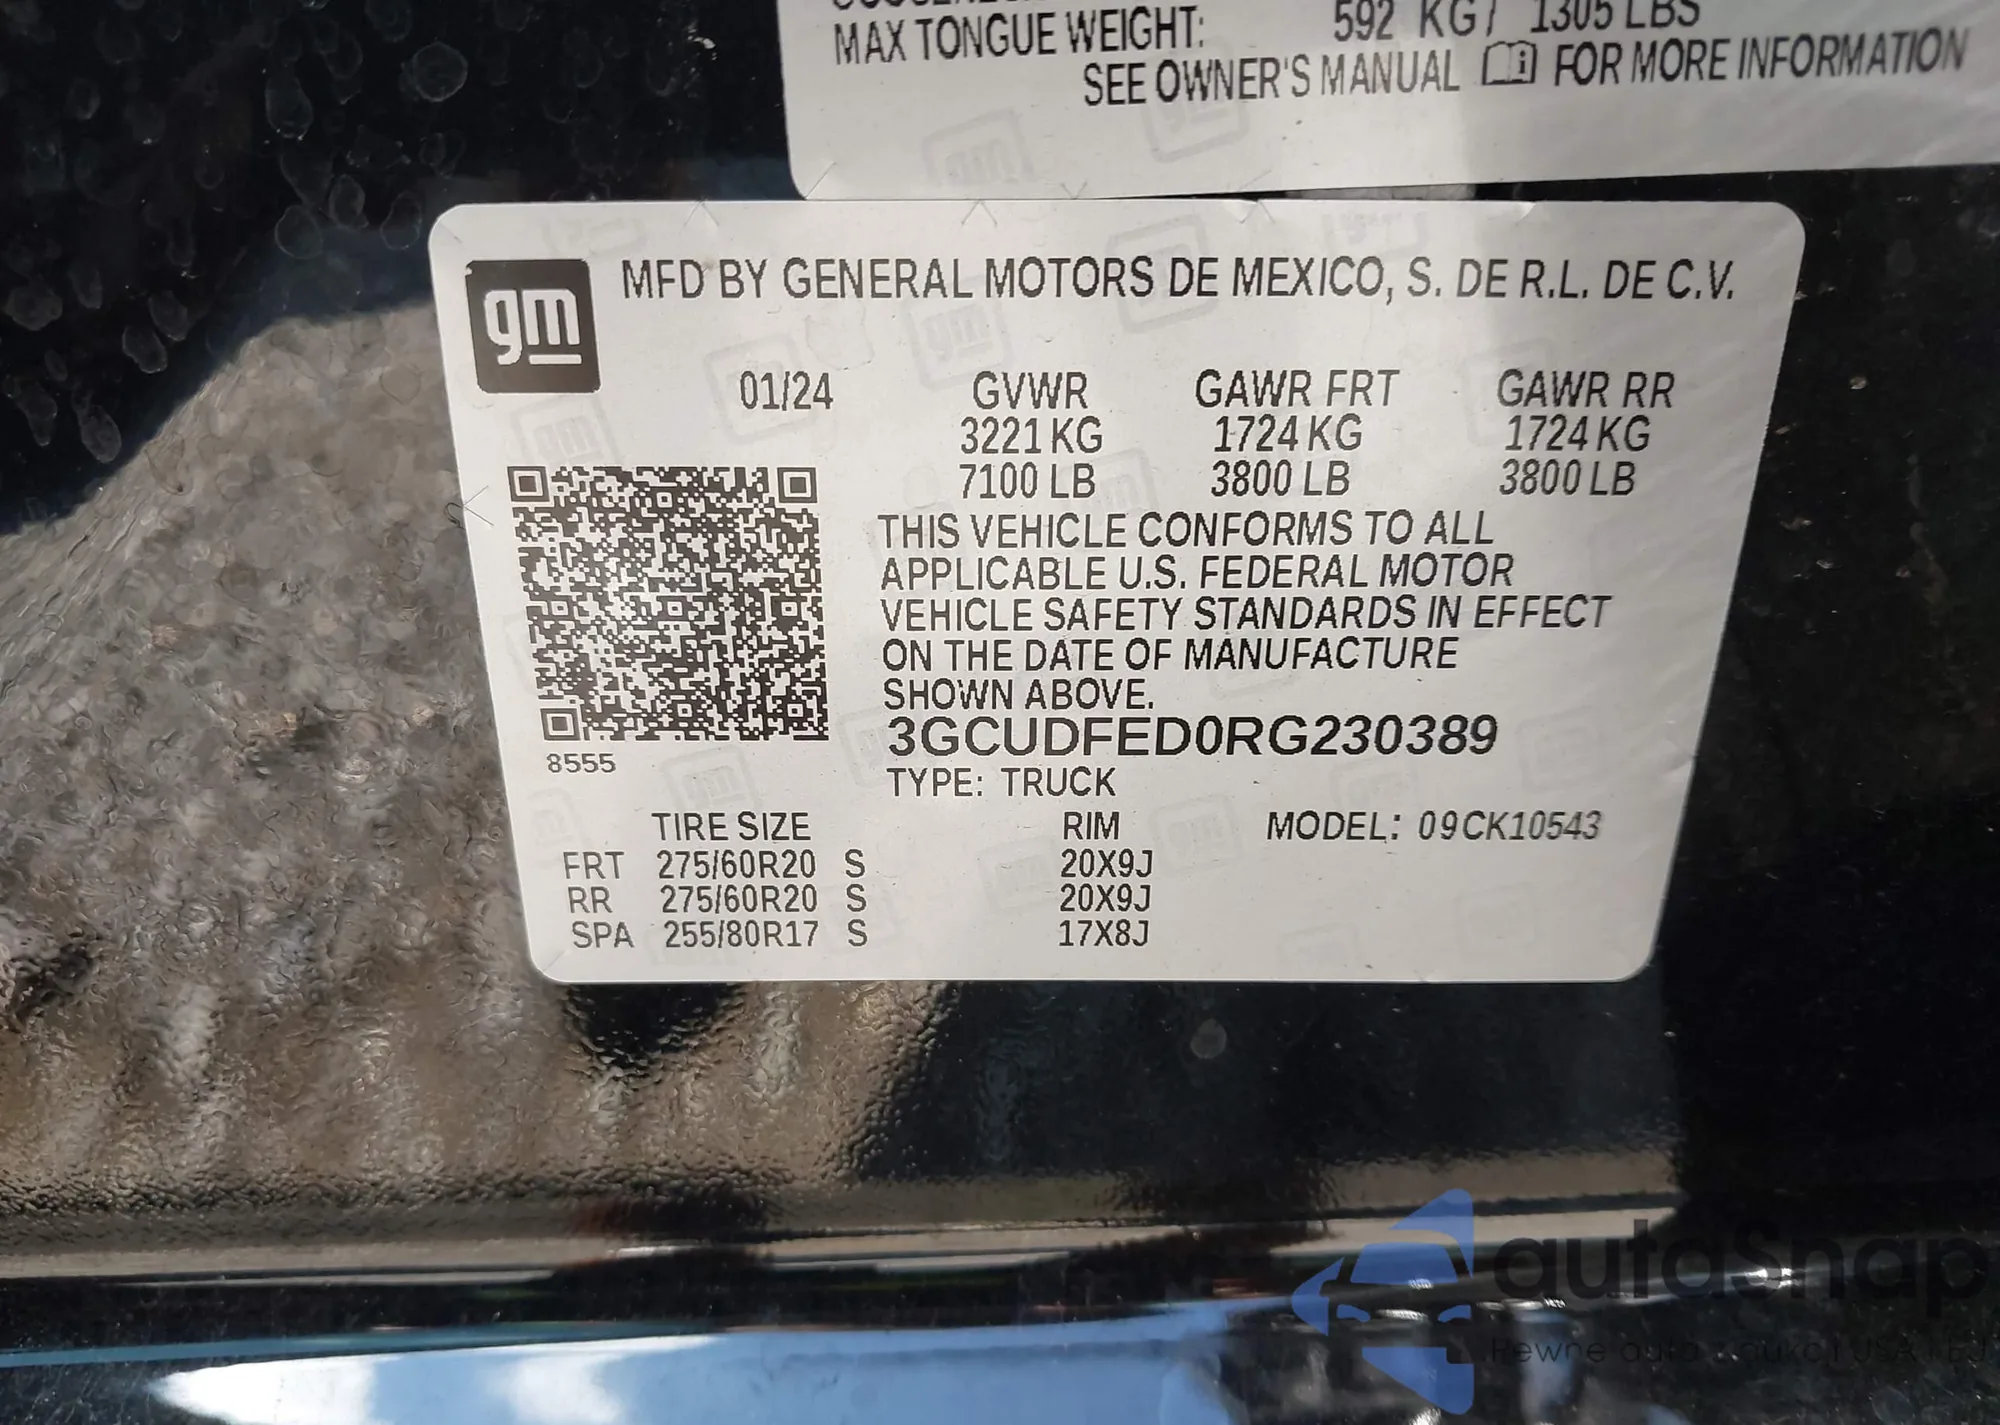 MAX TONGUE WEIGHT: 592 KG / 1305 LBS
SEE OWNER'S MANUAL FOR MORE INFORMATION
gm MFD BY GENERAL MOTORS DE MEXICO, S. DE R.L. DE C.V.
01/24 GVWR GAWR FRT GAWR RR
3221 KG 1724 KG 1724 KG
7100 LB 3800 LB 3800 LB
THIS VEHICLE CONFORMS TO ALL
APPLICABLE U.S. FEDERAL MOTOR
VEHICLE SAFETY STANDARDS IN EFFECT
ON THE DATE OF MANUFACTURE
SHOWN ABOVE.
3GCUDFED0RG230389
8555
TYPE: TRUCK
TIRE SIZE RIM MODEL: 09CK10543
FRT 275/60R20 S 20X9J
RR 275/60R20 S 20X9J
SPA 255/80R17 S 17X8J
autaSnap
Pewne auta